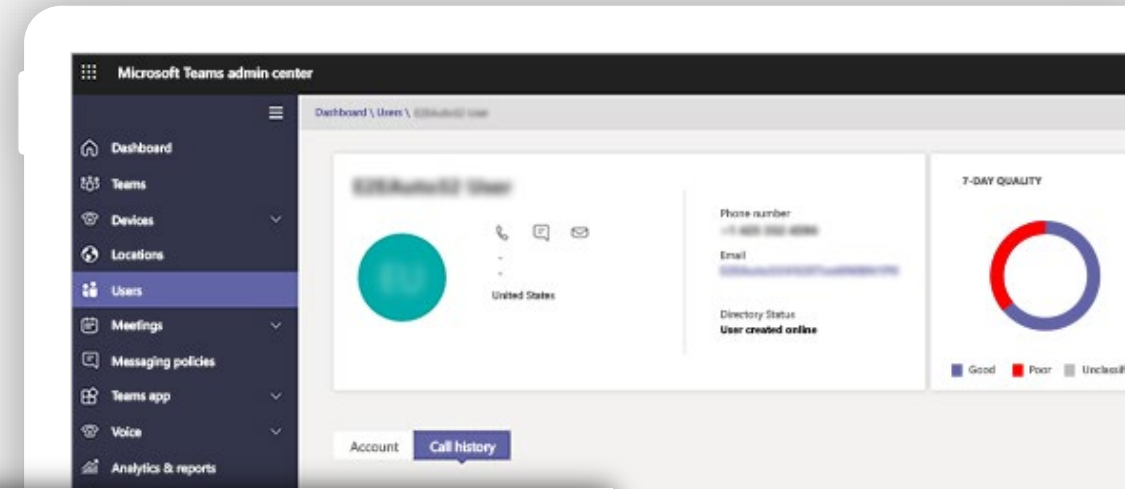 Microsoft Teams admin center
Dashboard \ Users \
Dashboard
Teams
Devices
Locations
Users
Meetings
Messaging policies
Teams app
Voice
Analytics & reports
United States
Phone number
Email
Directory Status
User created online
7-DAY QUALITY
Good Poor Unclassifi
Account Call history